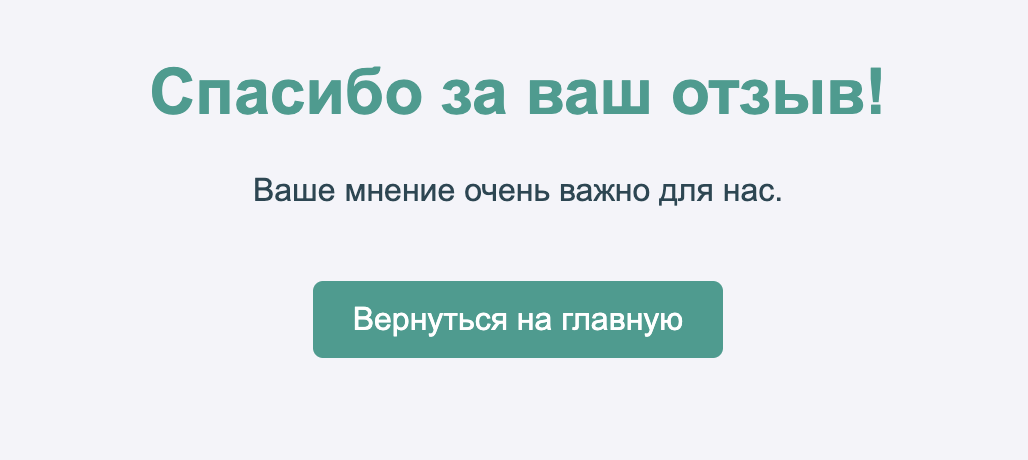 Спасибо за ваш отзыв!
Ваше мнение очень важно для нас.
Вернуться на главную